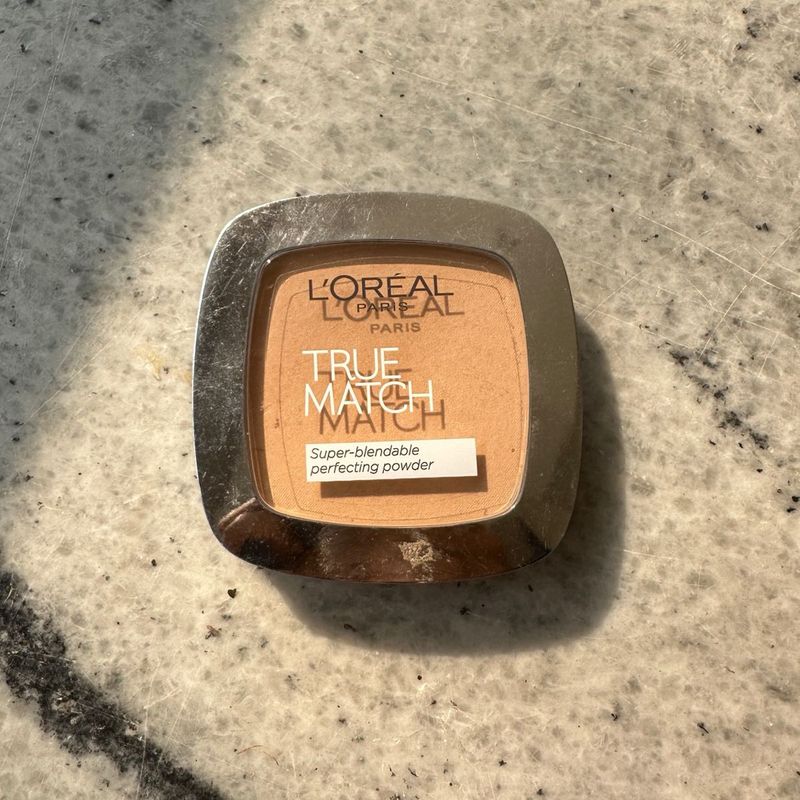 L'ORÉAL
PARIS
TRUE
MATCH
Super-blendable
perfecting powder